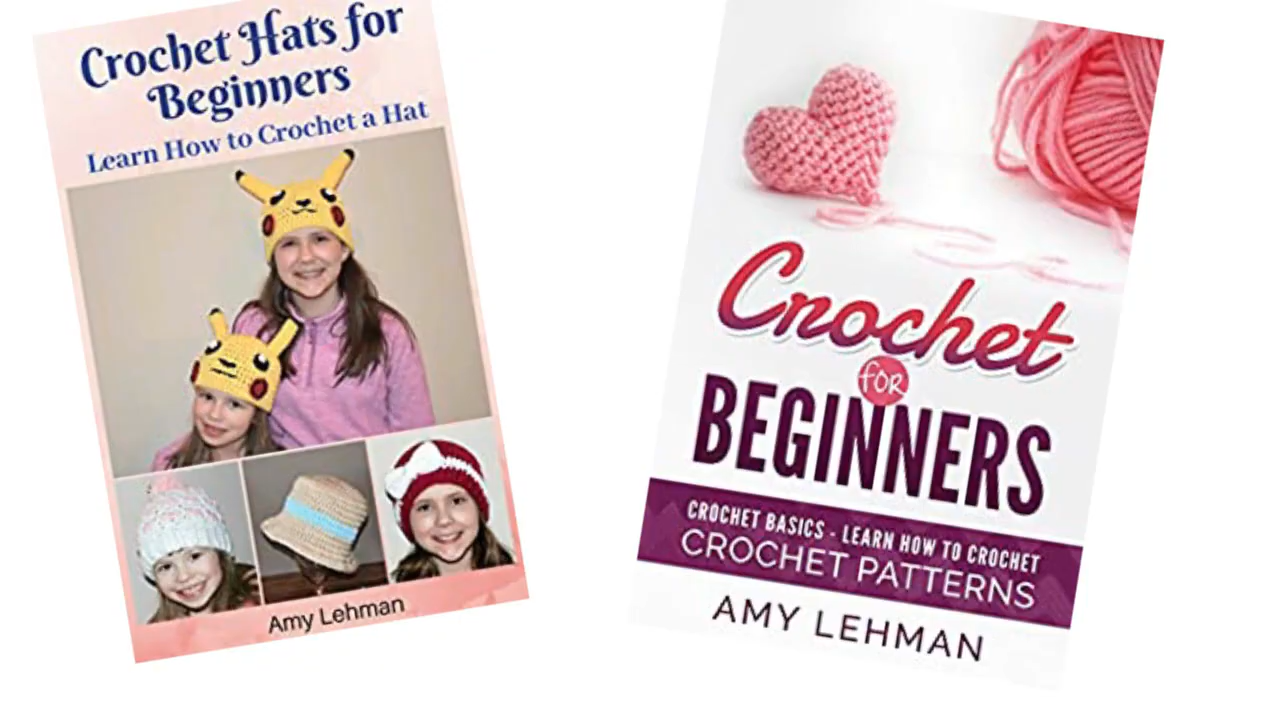 Crochet Hats for
Beginners
Learn How to Crochet a Hat
Amy Lehman
Crochet
for
BEGINNERS
CROCHET BASICS - LEARN HOW TO CROCHET
CROCHET PATTERNS
AMY LEHMAN